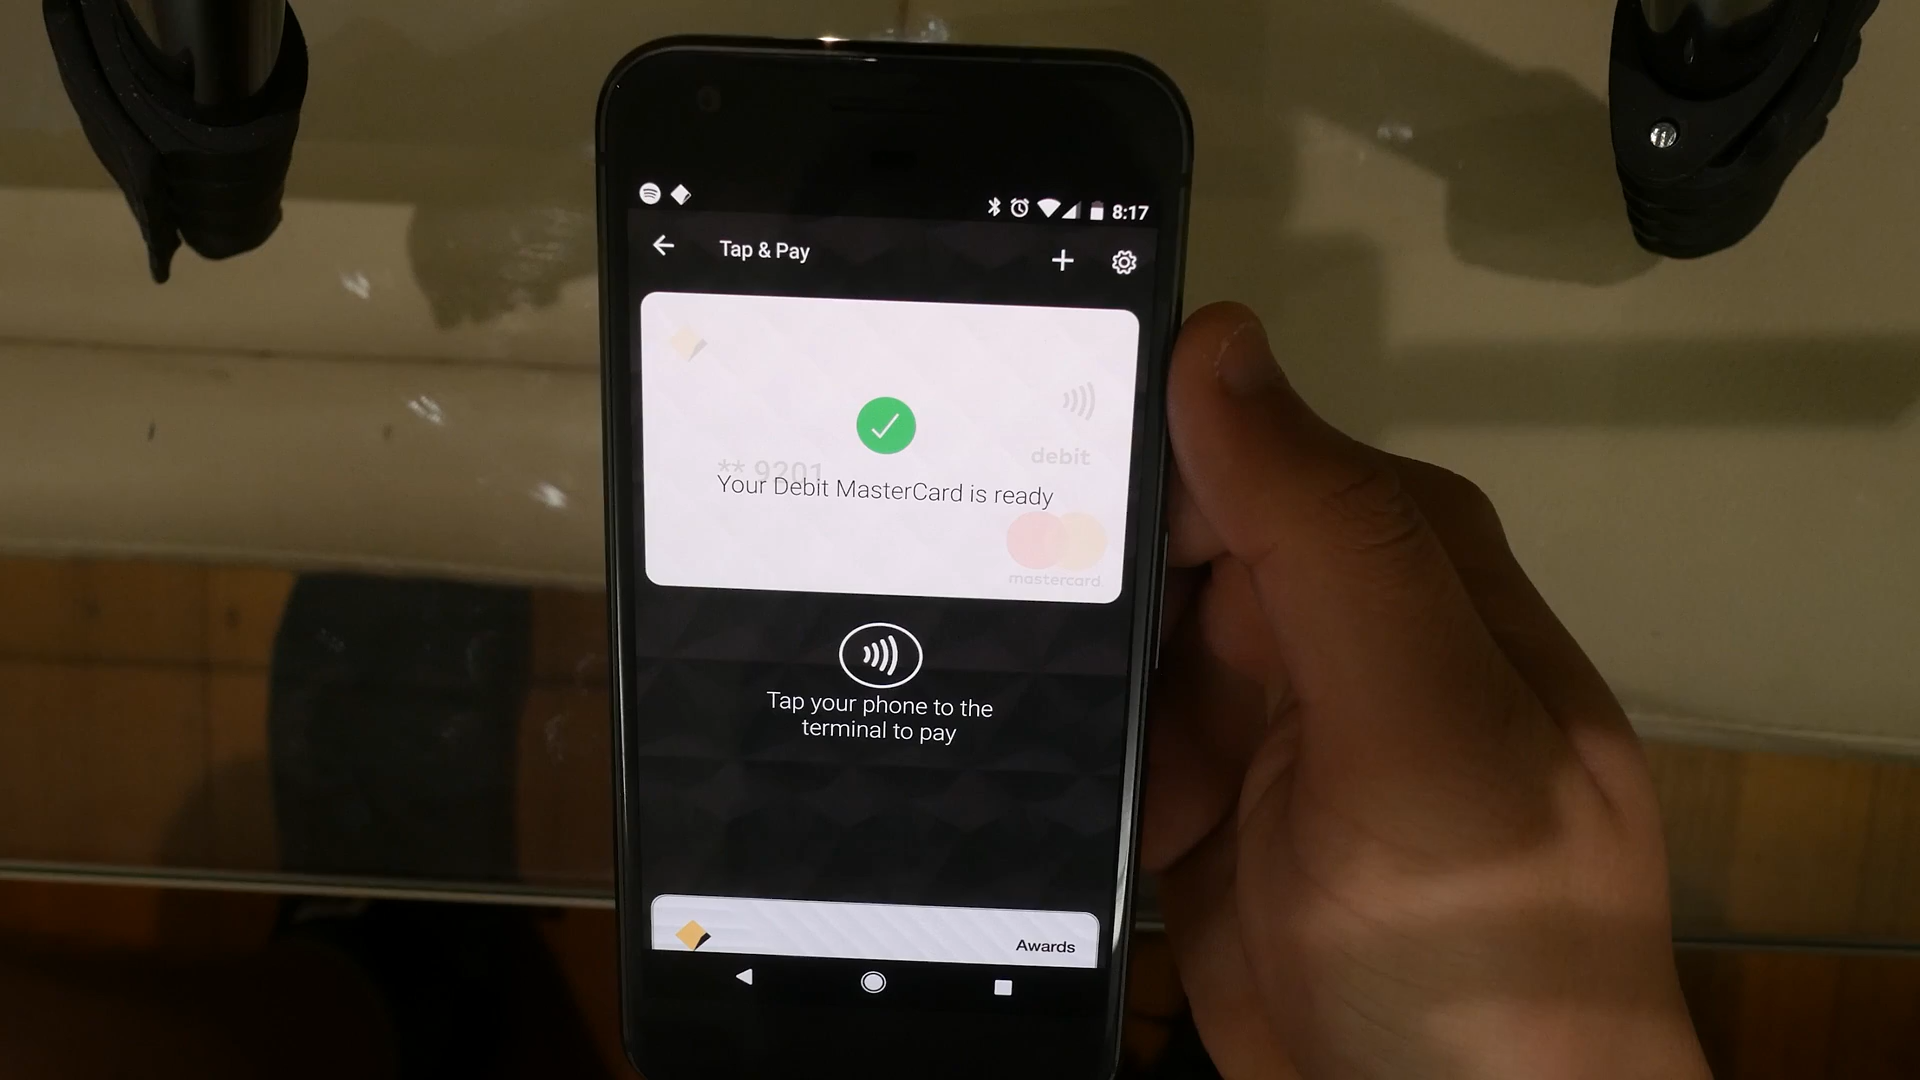 8:17
Tap & Pay
debit
** 9201
Your Debit MasterCard is ready
mastercard
Tap your phone to the
terminal to pay
Awards